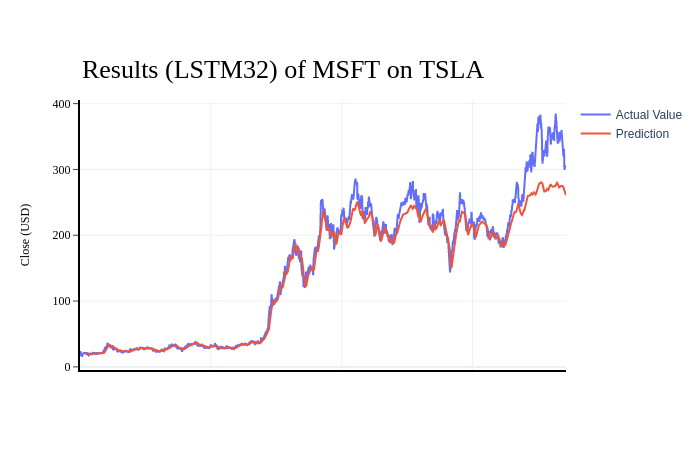 Results (LSTM32) of MSFT on TSLA
400
300
200
100
0
Close (USD)
Actual Value
Prediction